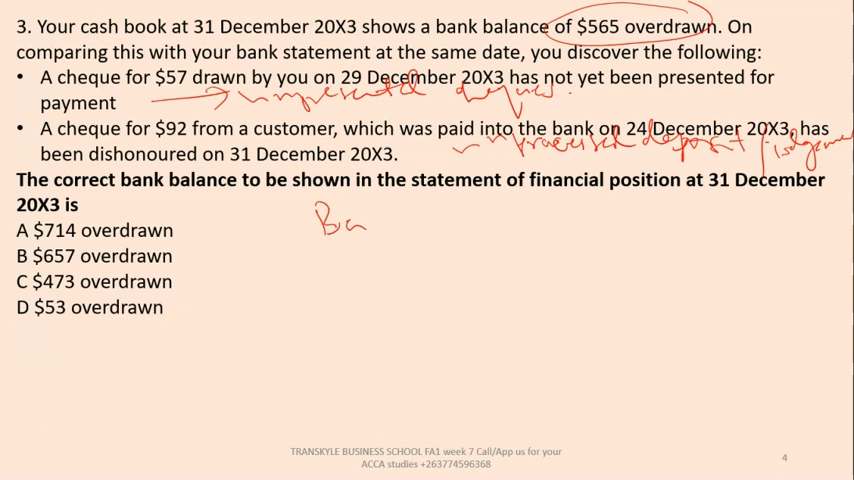 3. Your cash book at 31 December 20X3 shows a bank balance of $565 overdrawn. On
comparing this with your bank statement at the same date, you discover the following:
• A cheque for $57 drawn by you on 29 December 20X3 has not yet been presented for
payment
unpresented cheques.
• A cheque for $92 from a customer, which was paid into the bank on 24 December 20X3, has
been dishonoured on 31 December 20X3.
deposit
The correct bank balance to be shown in the statement of financial position at 31 December
20X3 is
Ba
A $714 overdrawn
B $657 overdrawn
C $473 overdrawn
D $53 overdrawn
TRANSKYLE BUSINESS SCHOOL FA1 week 7 Call/App us for your
ACCA studies +263774596368
4